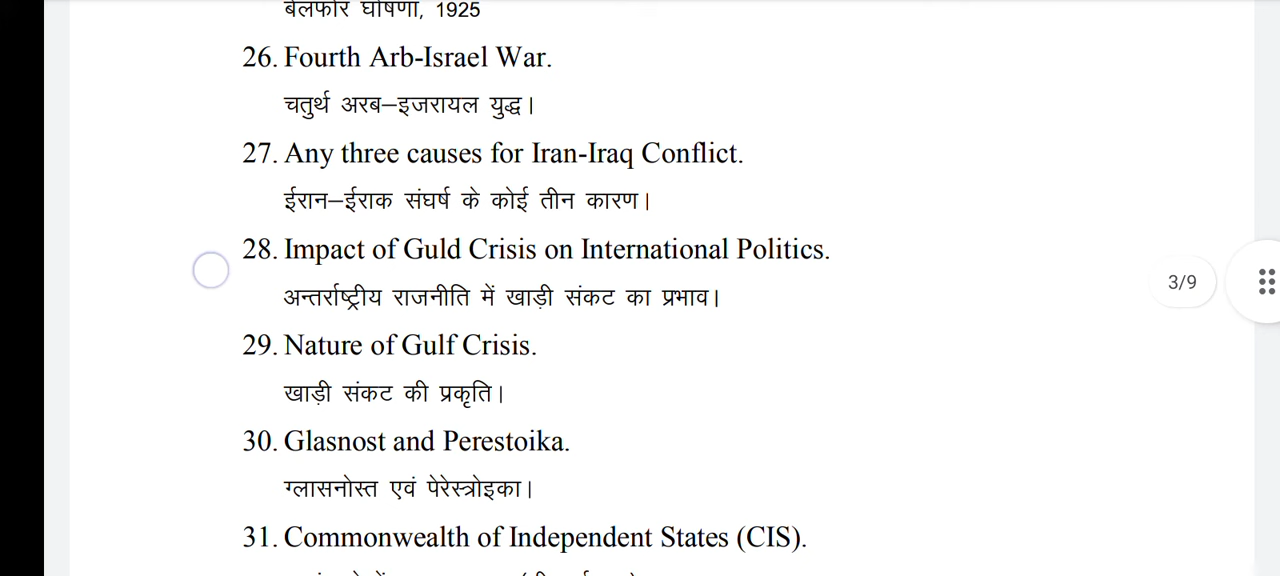 बेलफोर घोषणा, 1925
26. Fourth Arb-Israel War.
चतुर्थ अरब–इजरायल युद्ध।
27. Any three causes for Iran-Iraq Conflict.
ईरान–ईराक संघर्ष के कोई तीन कारण।
28. Impact of Guld Crisis on International Politics.
अन्तर्राष्ट्रीय राजनीति में खाड़ी संकट का प्रभाव।
3/9
29. Nature of Gulf Crisis.
खाड़ी संकट की प्रकृति।
30. Glasnost and Perestoika.
ग्लासनोस्त एवं पेरेस्त्रोइका।
31. Commonwealth of Independent States (CIS).